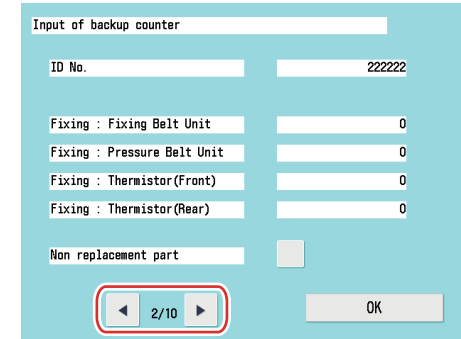 Input of backup counter
ID No. 222222
Fixing : Fixing Belt Unit 0
Fixing : Pressure Belt Unit 0
Fixing : Thermistor(Front) 0
Fixing : Thermistor(Rear) 0
Non replacement part
2/10 OK